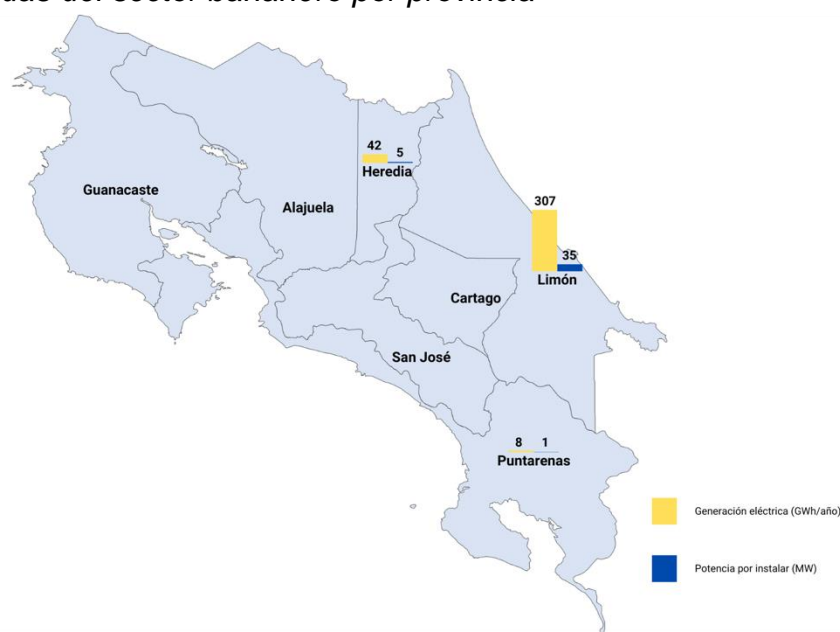 del sector bananero por provincia
42
5
Heredia
Guanacaste
Alajuela
307
35
Limón
Cartago
San José
8 1
Puntarenas
Generación eléctrica (GWh/año)
Potencia por instalar (MW)